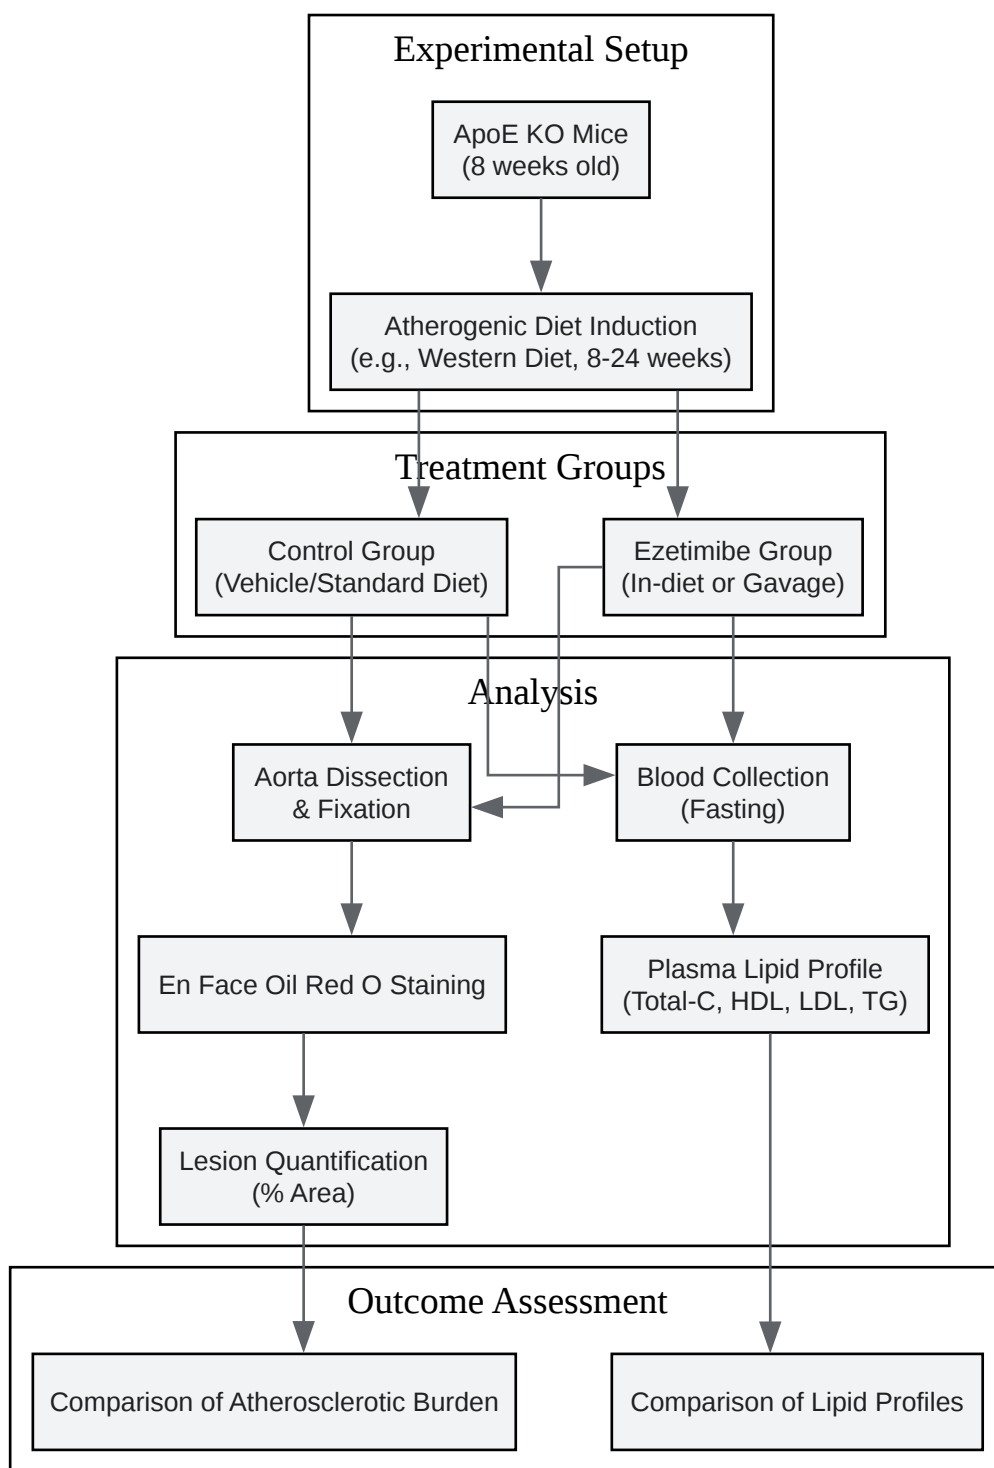 Experimental Setup
ApoE KO Mice
(8 weeks old)
Atherogenic Diet Induction
(e.g., Western Diet, 8-24 weeks)
Treatment Groups
Control Group
(Vehicle/Standard Diet)
Ezetimibe Group
(In-diet or Gavage)
Analysis
Aorta Dissection
& Fixation
Blood Collection
(Fasting)
En Face Oil Red O Staining
Plasma Lipid Profile
(Total-C, HDL, LDL, TG)
Lesion Quantification
(% Area)
Outcome Assessment
Comparison of Atherosclerotic Burden
Comparison of Lipid Profiles